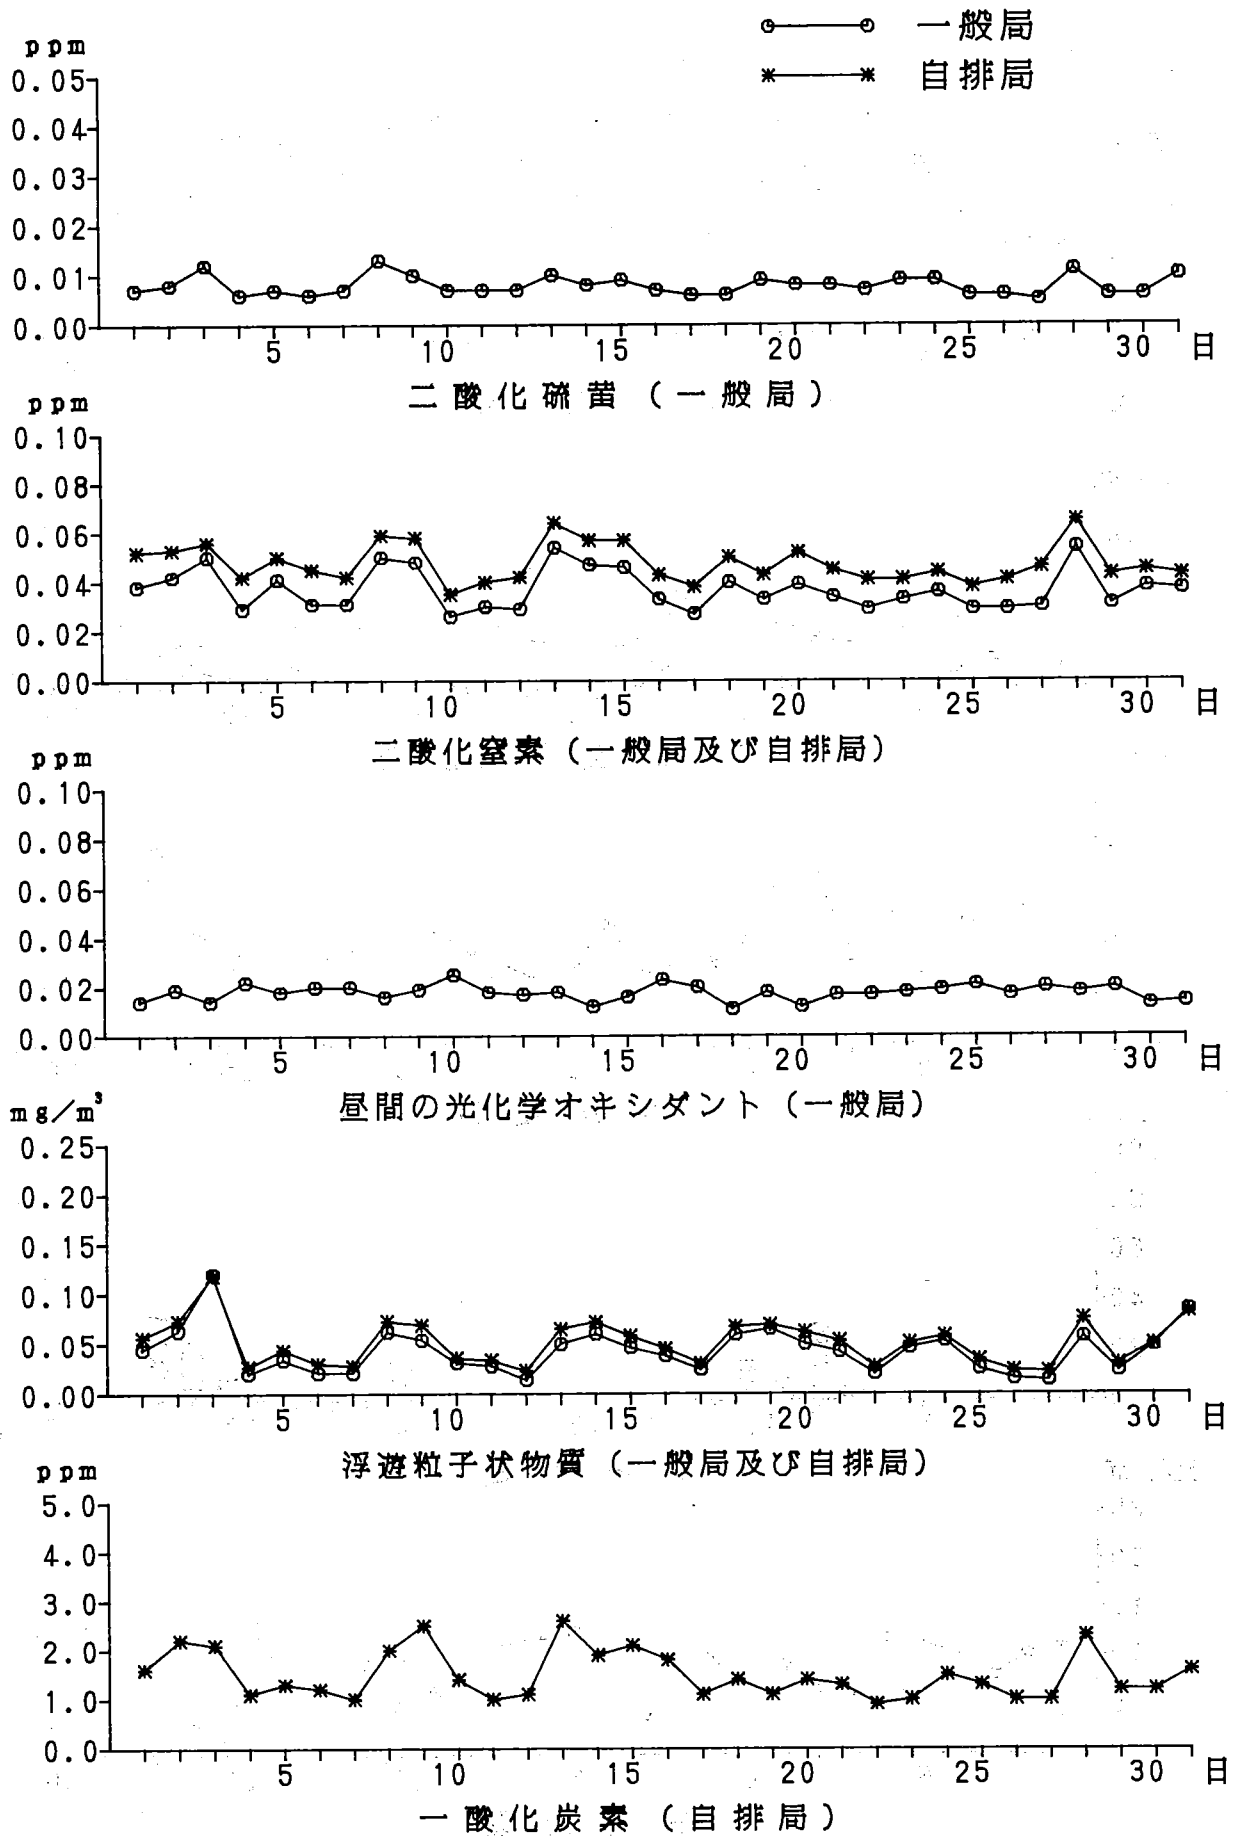 一般局
自排局
ppm
0.05
0.04
0.03
0.02
0.01
0.00
5 10 15 20 25 30 日
二酸化硫黄(一般局)
ppm
0.10
0.08
0.06
0.04
0.02
0.00
5 10 15 20 25 30 日
二酸化窒素(一般局及び自排局)
ppm
0.10
0.08
0.06
0.04
0.02
0.00
5 10 15 20 25 30 日
昼間の光化学オキシダント(一般局)
mg/m³
0.25
0.20
0.15
0.10
0.05
0.00
5 10 15 20 25 30 日
浮遊粒子状物質(一般局及び自排局)
ppm
5.0
4.0
3.0
2.0
1.0
0.0
5 10 15 20 25 30 日
一酸化炭素(自排局)